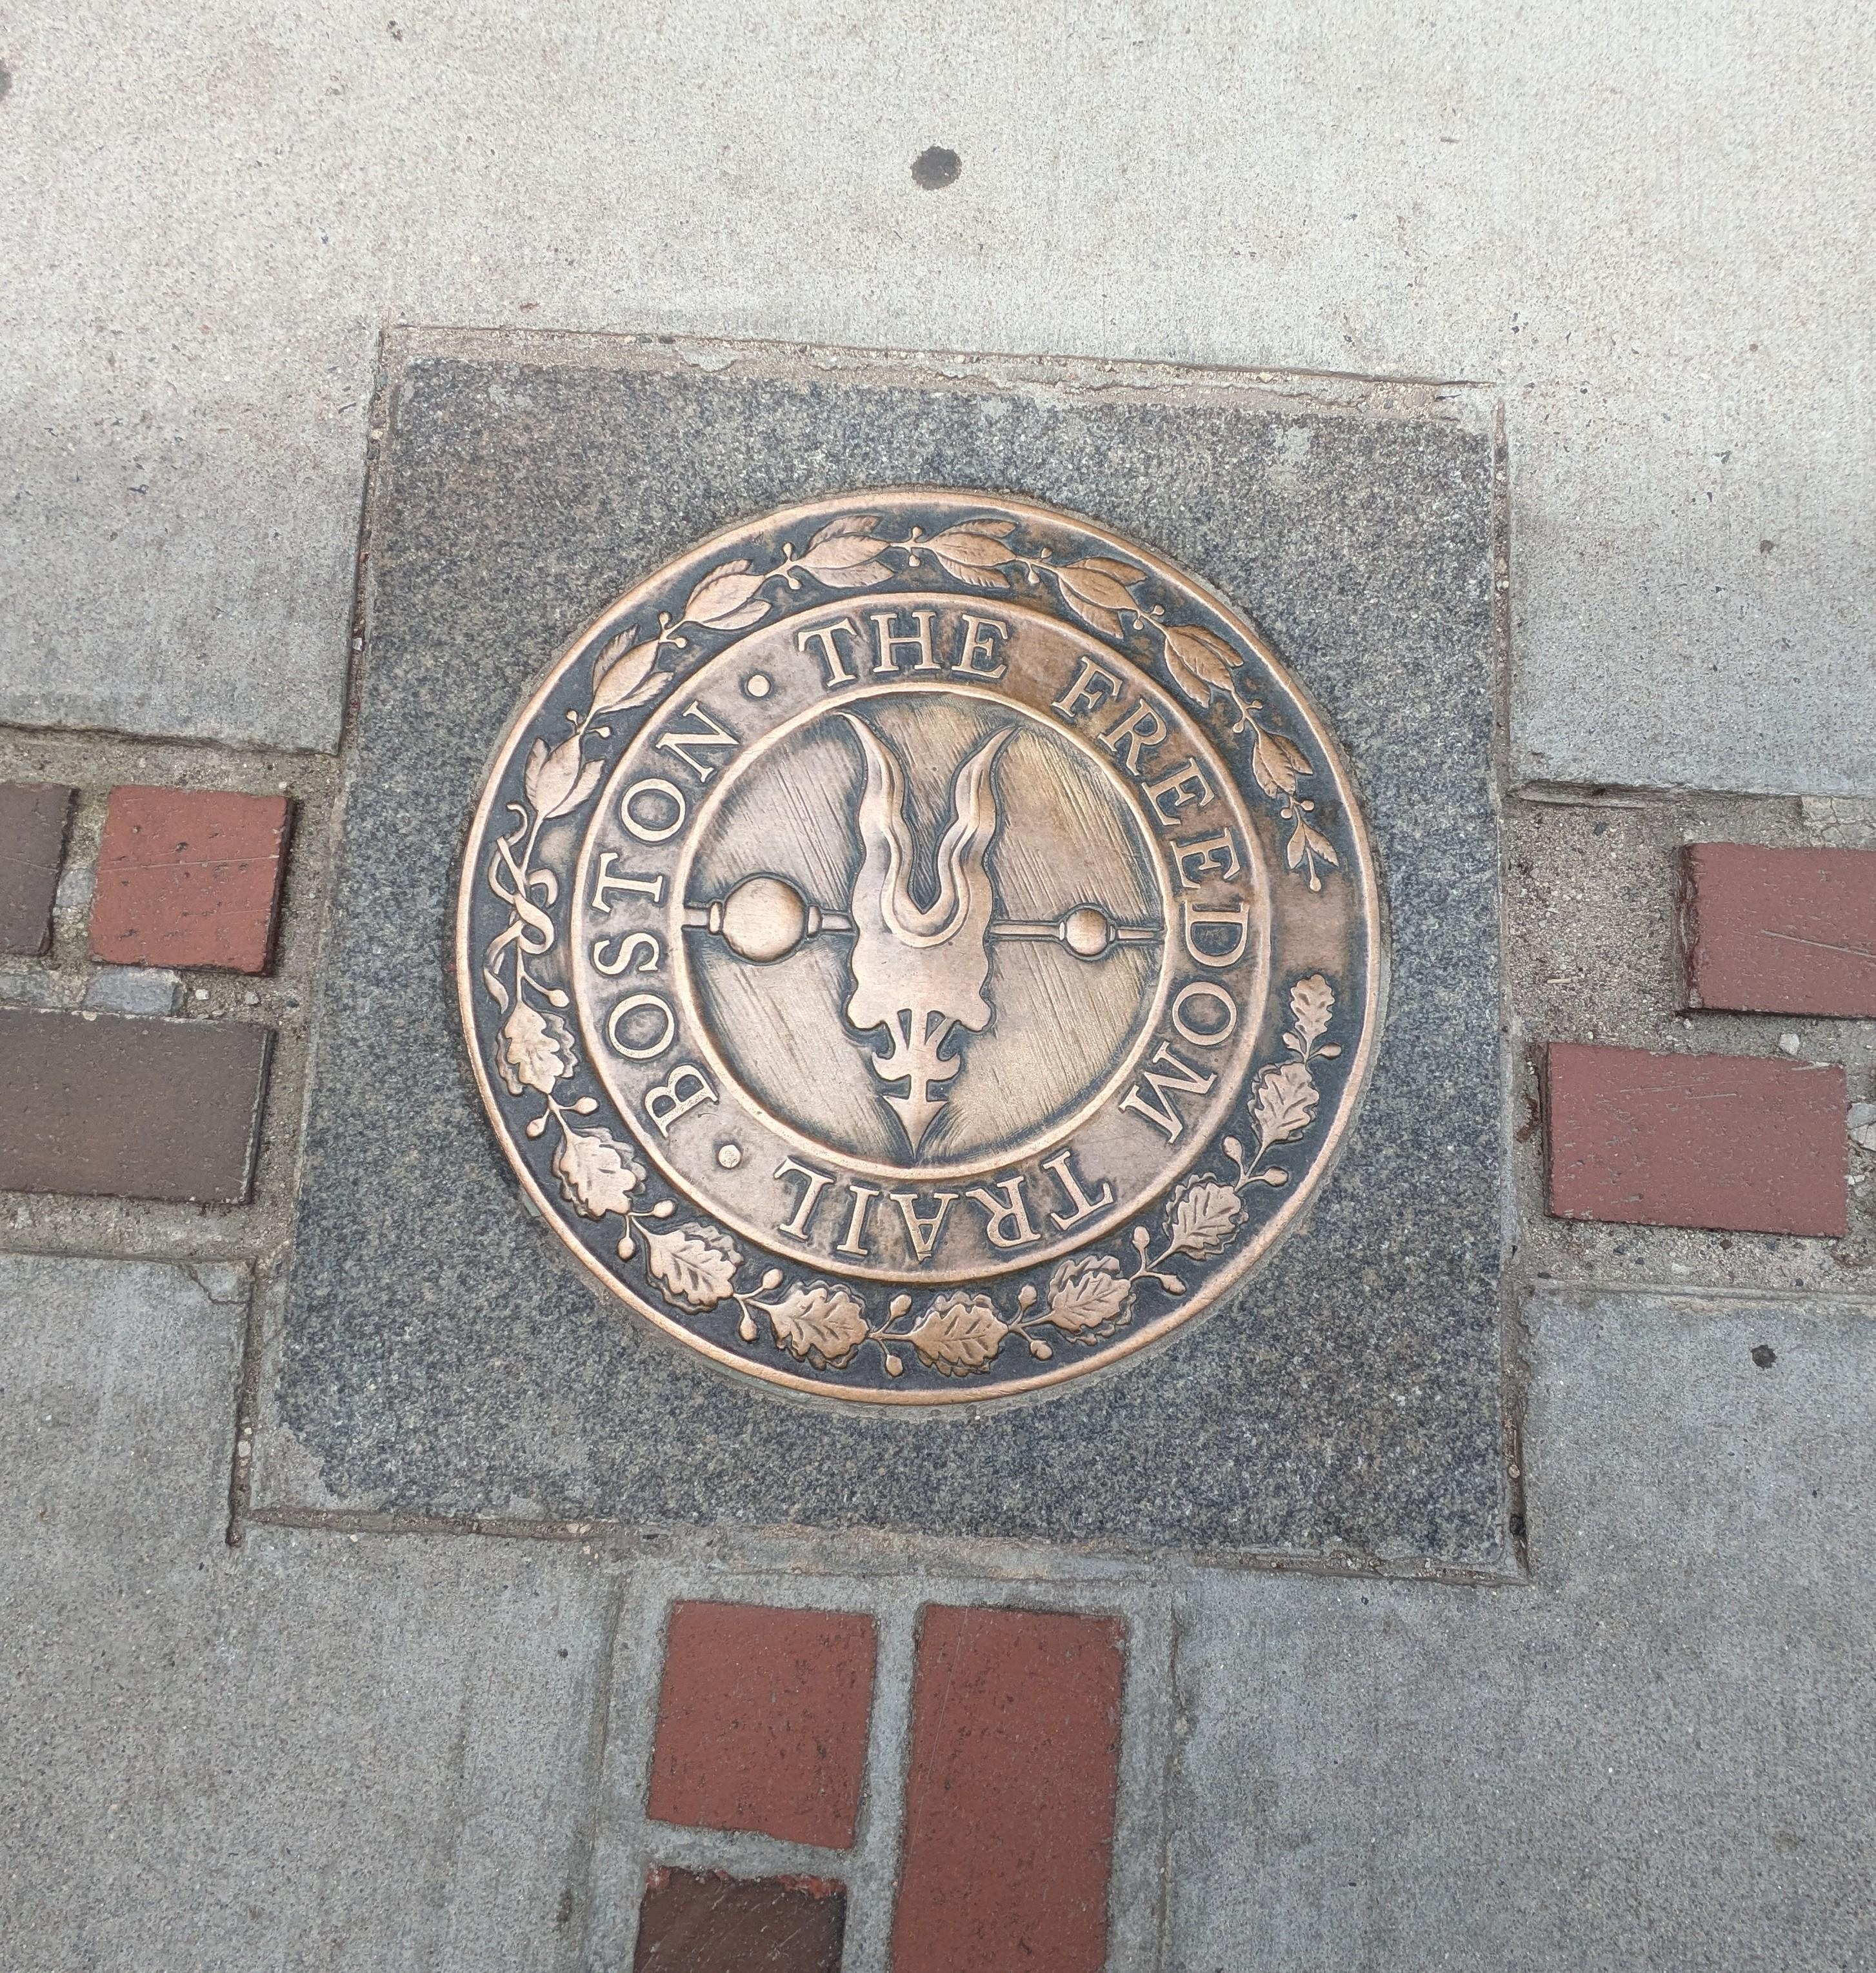 THE FREEDOM TRAIL · BOSTON ·